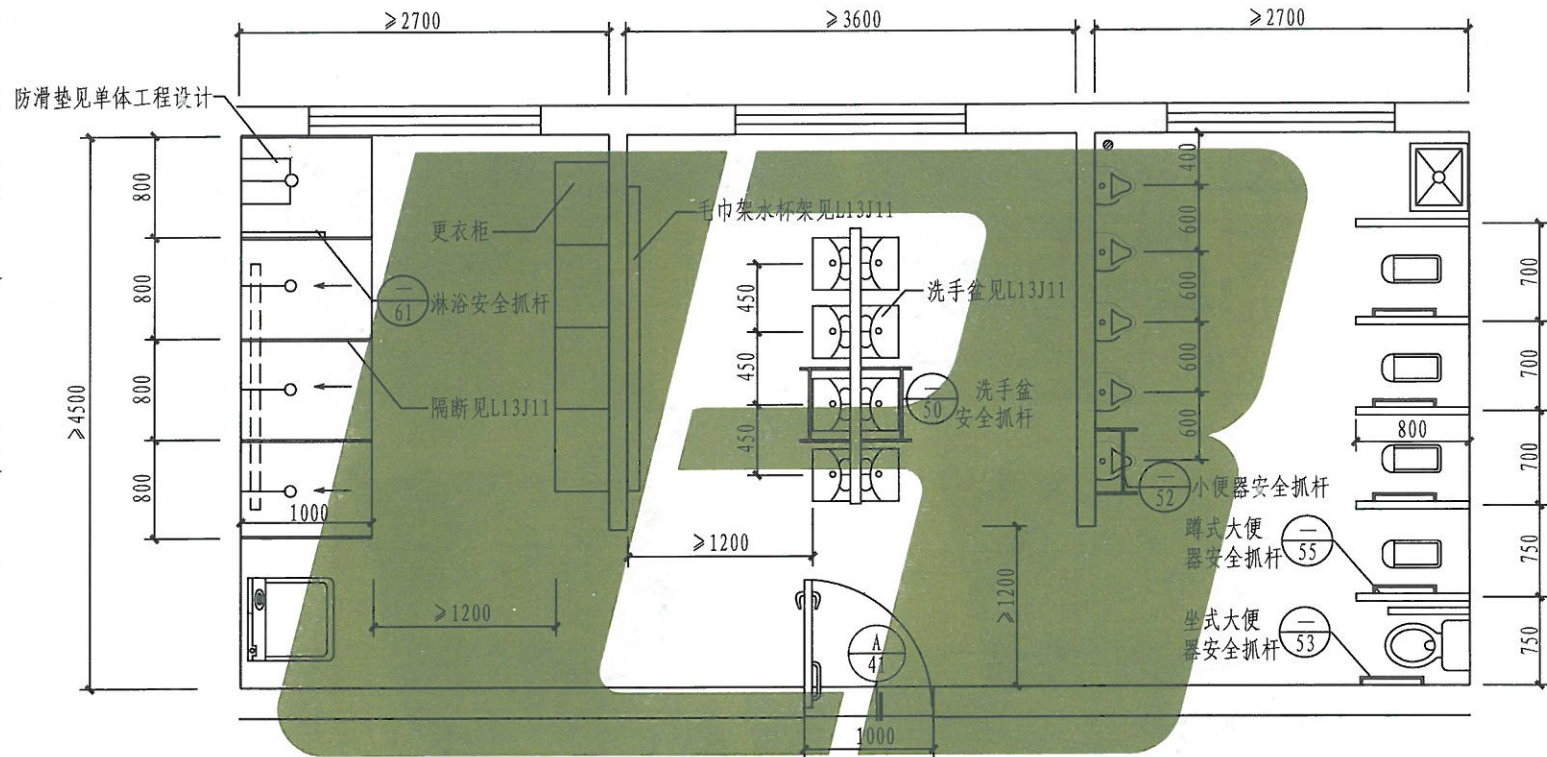 ≥2700
≥3600
≥2700
防滑垫见单体工程设计
≥4500
800
800
800
800
1000
更衣柜
一
61
淋浴安全抓杆
隔断见L13J11
≥1200
毛巾架水杯架见L13J11
450
450
450
洗手盆见L13J11
一
50
洗手盆
安全抓杆
≥1200
A
41
1000
≥1200
400
600
600
600
600
一
52
小便器安全抓杆
蹲式大便
器安全抓杆
一
55
坐式大便
器安全抓杆
一
53
800
700
700
700
750
750